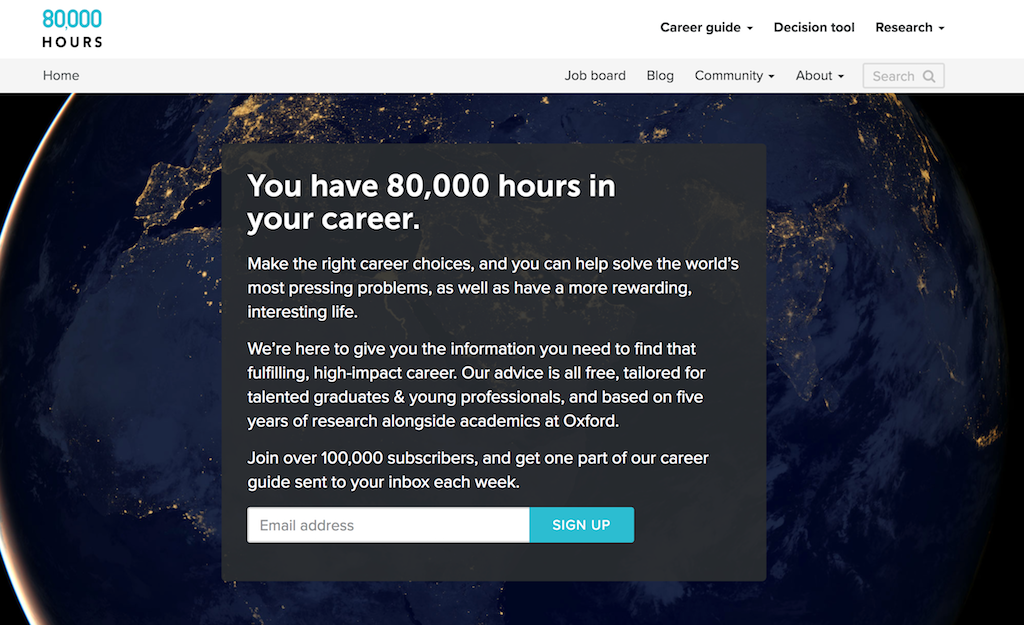 80,000
HOURS
Career guide
Decision tool
Research
Home
Job board
Blog
Community
About
Search
You have 80,000 hours in
your career.
Make the right career choices, and you can help solve the world's
most pressing problems, as well as have a more rewarding,
interesting life.
We're here to give you the information you need to find that
fulfilling, high-impact career. Our advice is all free, tailored for
talented graduates & young professionals, and based on five
years of research alongside academics at Oxford.
Join over 100,000 subscribers, and get one part of our career
guide sent to your inbox each week.
Email address
SIGN UP